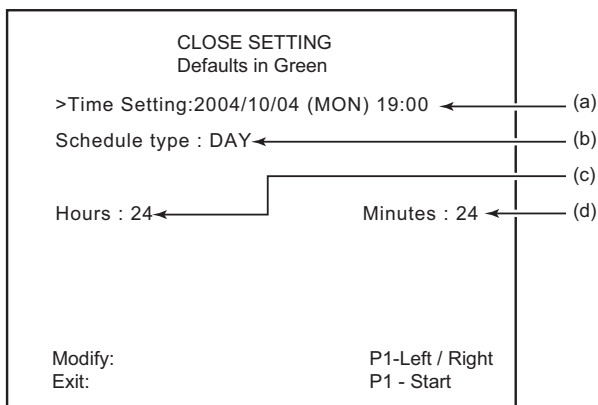 CLOSE SETTING
Defaults in Green
>Time Setting:2004/10/04 (MON) 19:00 (a)
Schedule type : DAY (b)
(c)
Hours : 24 Minutes : 24 (d)
Modify: P1-Left / Right
Exit: P1 - Start